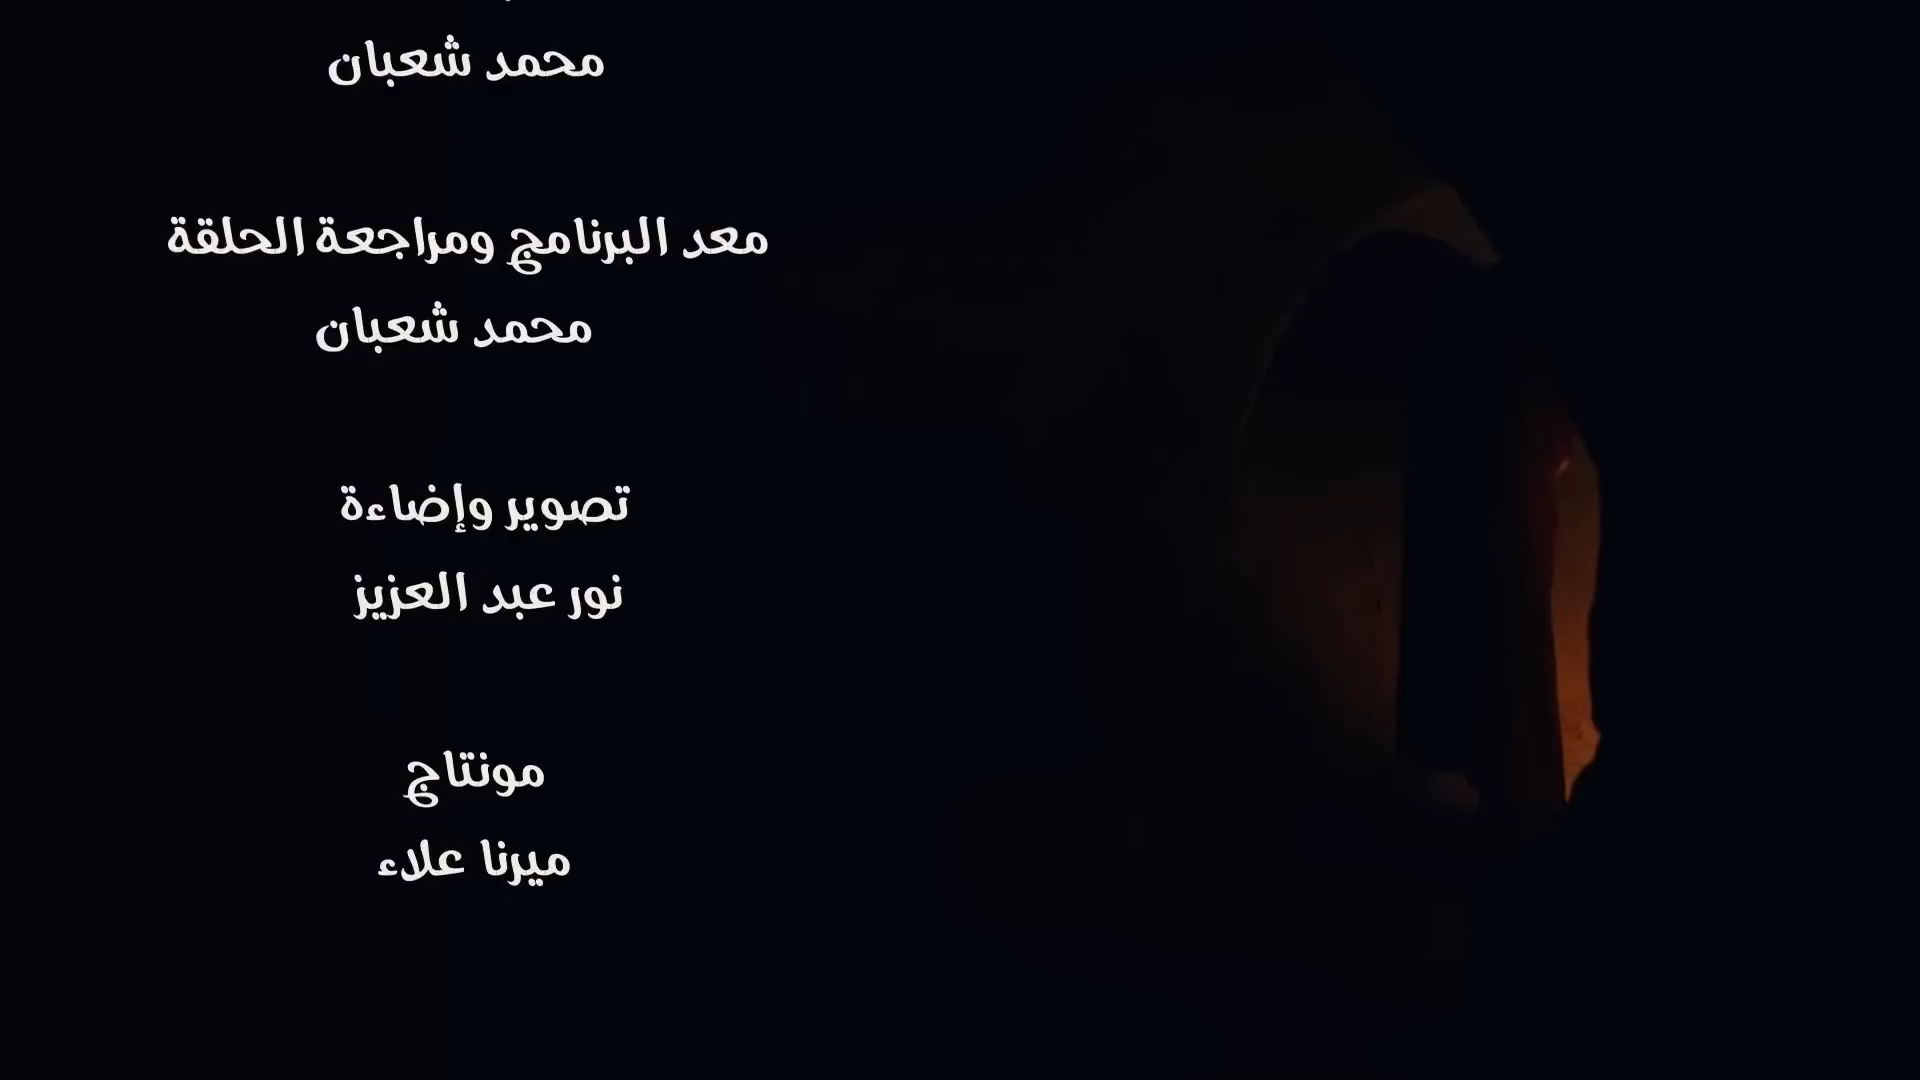 محمد شعبان
معد البرنامج ومراجعة الحلقة
محمد شعبان
تصوير وإضاءة
نور عبد العزيز
مونتاج
ميرنا علاء